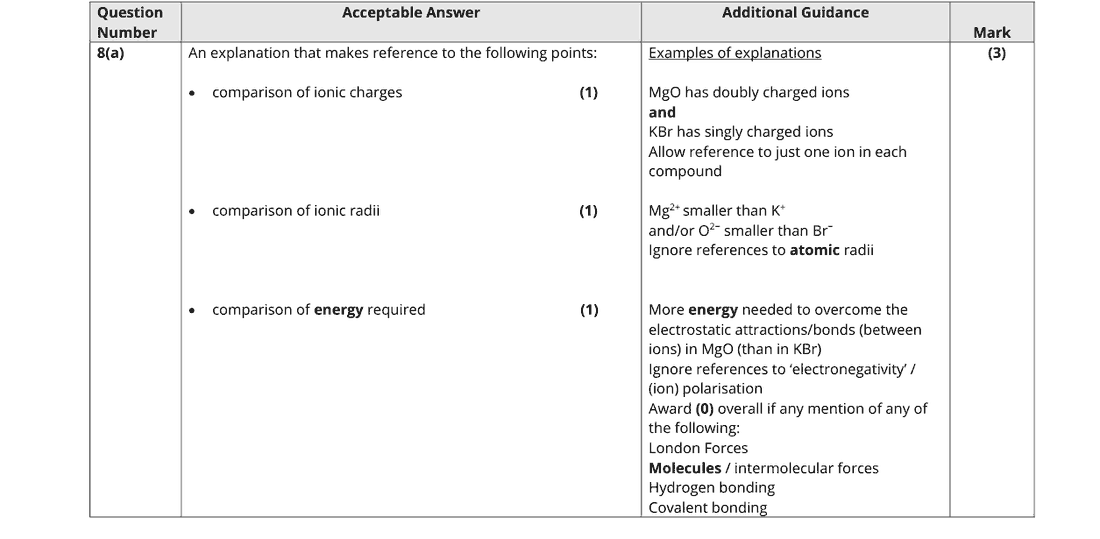 Question Number
Acceptable Answer
Additional Guidance
Mark
8(a)
An explanation that makes reference to the following points:
Examples of explanations
(3)
• comparison of ionic charges (1)
MgO has doubly charged ions
and
KBr has singly charged ions
Allow reference to just one ion in each
compound
• comparison of ionic radii (1)
Mg²⁺ smaller than K⁺
and/or O²⁻ smaller than Br⁻
Ignore references to atomic radii
• comparison of energy required (1)
More energy needed to overcome the
electrostatic attractions/bonds (between
ions) in MgO (than in KBr)
Ignore references to ‘electronegativity’ /
(ion) polarisation
Award (0) overall if any mention of any of
the following:
London Forces
Molecules / intermolecular forces
Hydrogen bonding
Covalent bonding